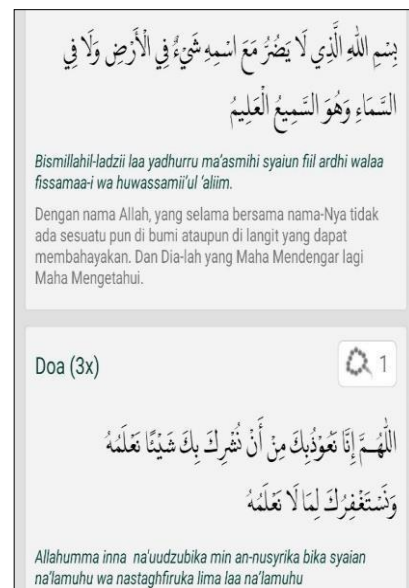 بِسْمِ اللَّهِ الَّذِي لَا يَضُرُّ مَعَ اسْمِهِ شَيْءٌ فِي الْأَرْضِ وَلَا فِي
السَّمَاءِ وَهُوَ السَّمِيعُ الْعَلِيمُ
Bismillahil-ladzii laa yadhurru ma'asmihi syaiun fiil ardhi walaa
fissamaa-i wa huwassamii'ul 'aliim.
Dengan nama Allah, yang selama bersama nama-Nya tidak
ada sesuatu pun di bumi ataupun di langit yang dapat
membahayakan. Dan Dia-lah yang Maha Mendengar lagi
Maha Mengetahui.
Doa (3x)
1
اللَّهُمَّ إِنَّا نَعُوْذُبِكَ مِنْ أَنْ نُشْرِكَ بِكَ شَيْئًا نَعْلَمُهُ
وَنَسْتَغْفِرُكَ لِمَا لَا نَعْلَمُهُ
Allahumma inna na'uudzubika min an-nusyrika bika syaian
na'lamuhu wa nastaghfiruka lima laa na'lamuhu